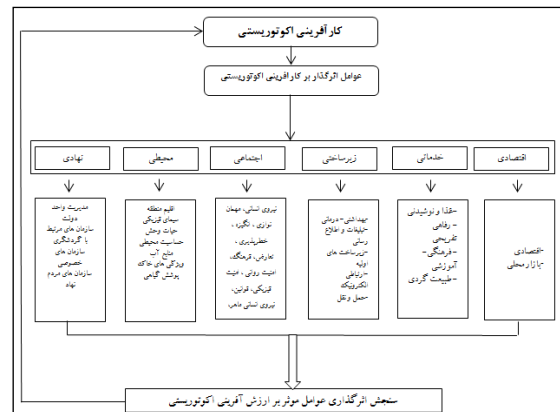 کارآفرینی اکوتوریستی
عوامل اثرگذار بر کارافرینی اکوتوریستی
اقتصادی
خدماتی
زیرساختی
اجتماعی
محیطی
نهادی
-اقتصادی
-بازار محلی
-غذا و نوشیدنی
- رفاهی
تفریحی
-فرهنگی-
آموزشی
- طبیعت گردی
-بهداشتی- درمانی
-تبلیغات و اطلاع
رسانی
-زیرساخت های
اولیه
-ارتباطی
الکترونیک
-حمل و نقل
نیروی انسانی، مهمان
نوازی ، انگیزه ،
خطرپذیری ،
تعارض، فرهنگ،
امنیت روانی ، امنیت
فیزیکی، قوانین،
نیروی انسانی ماهر،
اقلیم منطقه
سیمای فیزیکی
حیات وحش
حساسیت محیطی
منابع آب
ویژگی های خاک
پوشش گیاهی
مدیریت واحد
دولت
سازمان های مرتبط
با گردشگری
سازمان های
خصوصی
سازمان های مردم
نهاد
سنجش اثرگذاری عوامل موثر بر ارزش آفرینی اکوتوریستی